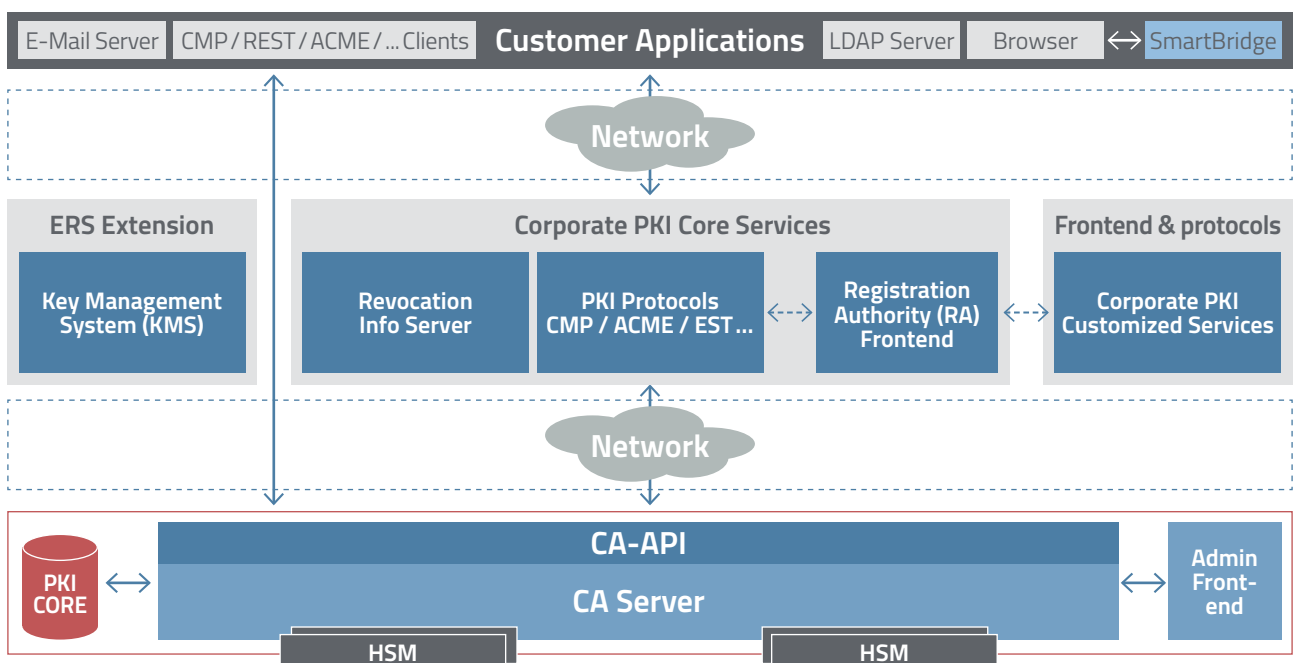 E-Mail Server
CMP / REST / ACME / ... Clients
Customer Applications
LDAP Server
Browser
SmartBridge
Network
ERS Extension
Key Management
System (KMS)
Corporate PKI Core Services
Revocation
Info Server
PKI Protocols
CMP / ACME / EST ...
Registration
Authority (RA)
Frontend
Frontend & protocols
Corporate PKI
Customized Services
Network
PKI
CORE
CA-API
CA Server
Admin
Front-
end
HSM
HSM